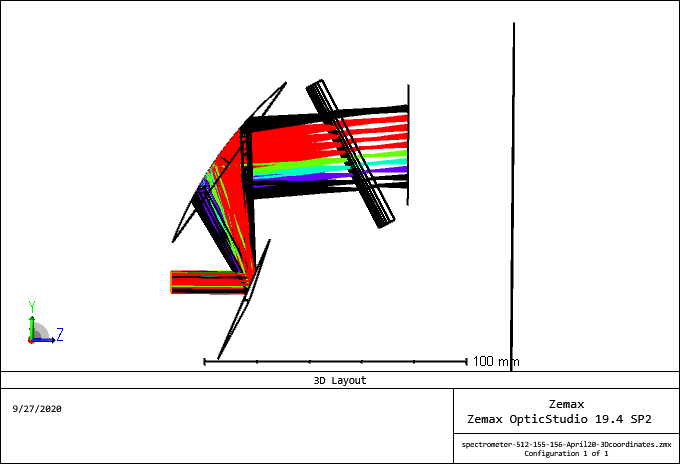 Y
Z
100 mm
3D Layout
9/27/2020
Zemax
Zemax OpticStudio 19.4 SP2
spectrometer-512-155-156-April20-3Dcoordinates.zmx
Configuration 1 of 1